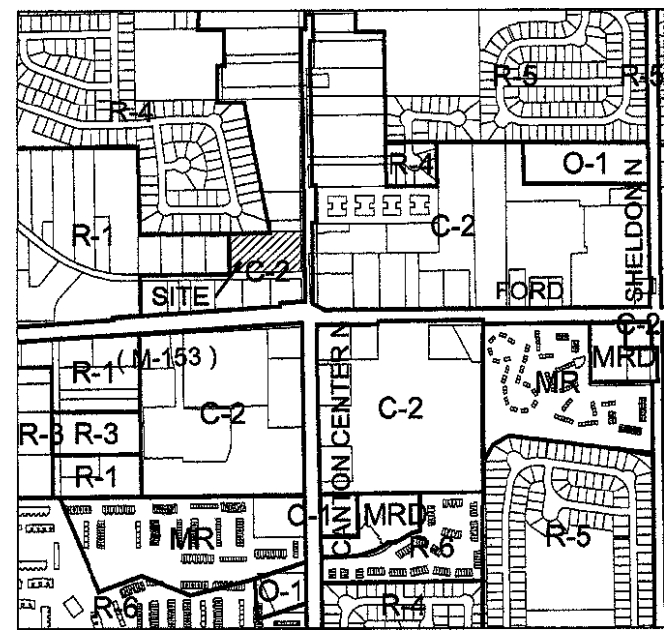 R-5
R-5
R-4
R-4
O-1
R-1
C-2
SHELDON N
C-2
SITE
FORD
C-2
( M-153 )
R-1
MRD
MR
C-2
C-2
CANTON CENTER N
R-3
R-3
R-1
O-1
MRD
MR
R-6
R-5
O-1
R-6
R-4